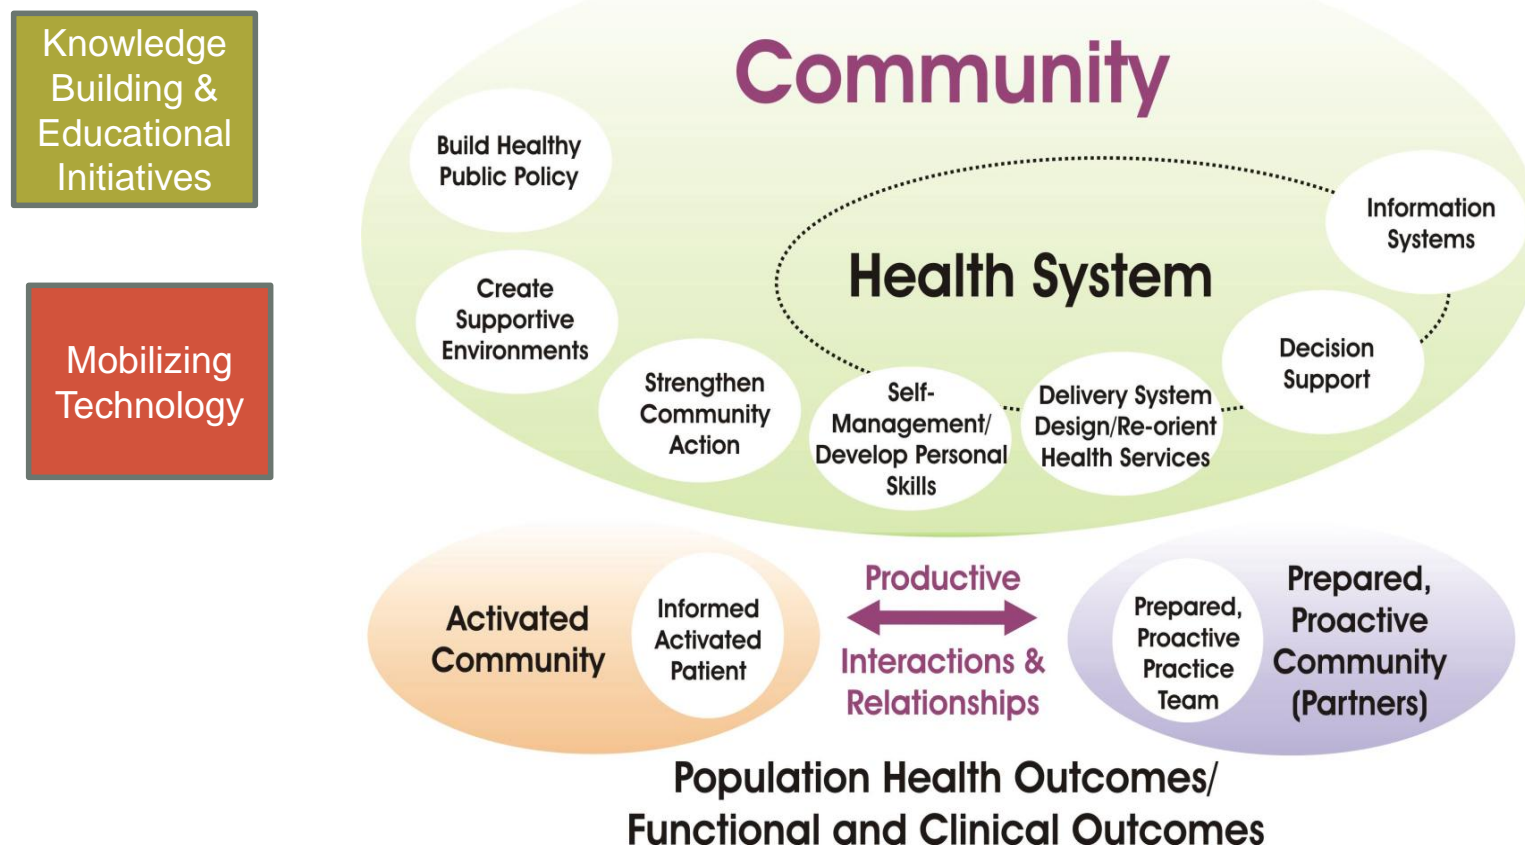 Knowledge
Building &
Educational
Initiatives
Mobilizing
Technology
Community
Build Healthy
Public Policy
Create
Supportive
Environments
Strengthen
Community
Action
Health System
Self-
Management/
Develop Personal
Skills
Delivery System
Design/Re-orient
Health Services
Decision
Support
Information
Systems
Activated
Community
Informed
Activated
Patient
Productive
Interactions &
Relationships
Prepared,
Proactive
Practice
Team
Prepared,
Proactive
Community
(Partners)
Population Health Outcomes/
Functional and Clinical Outcomes